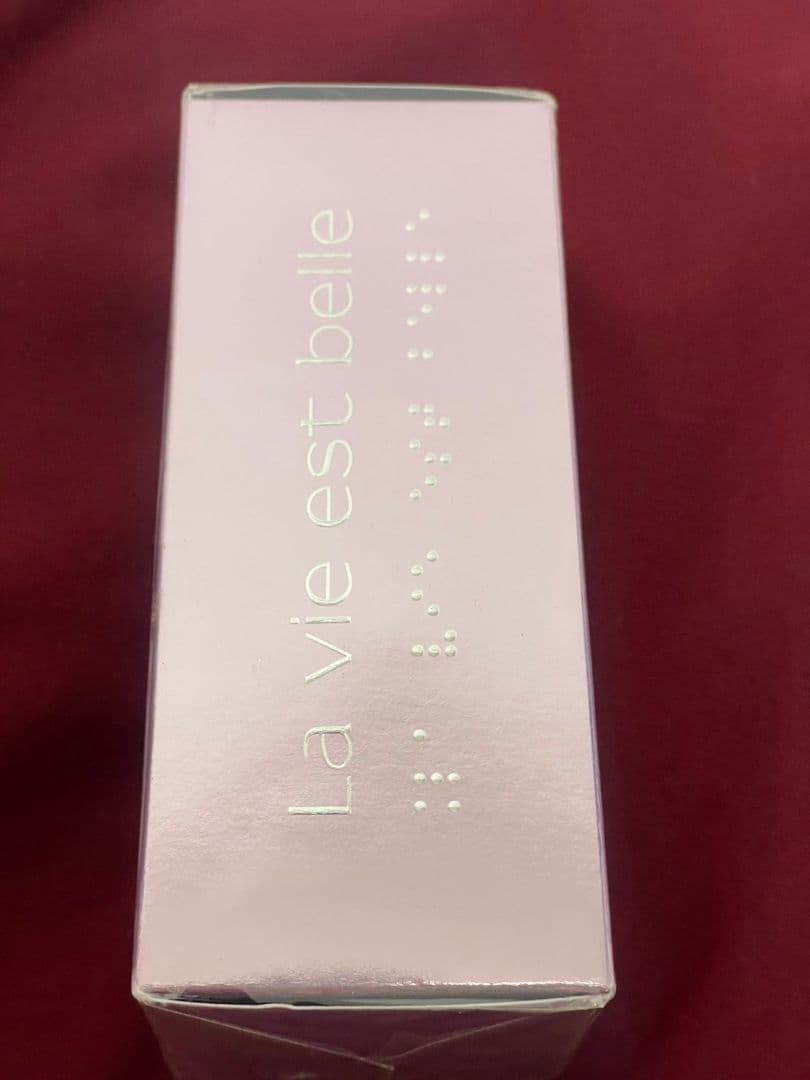 La vie est belle
⠨⠇⠁ ⠧⠊⠑ ⠑⠎⠞ ⠃⠑⠇⠇⠑